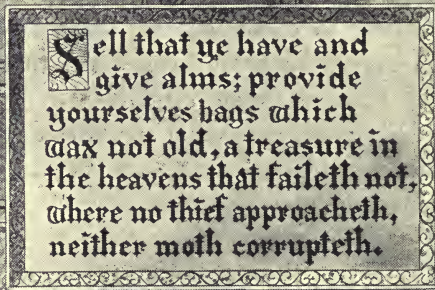 Sell that ye have and
give alms; provide
yourselves bags which
wax not old, a treasure in
the heavens that faileth not,
where no thief approacheth,
neither moth corrupteth.